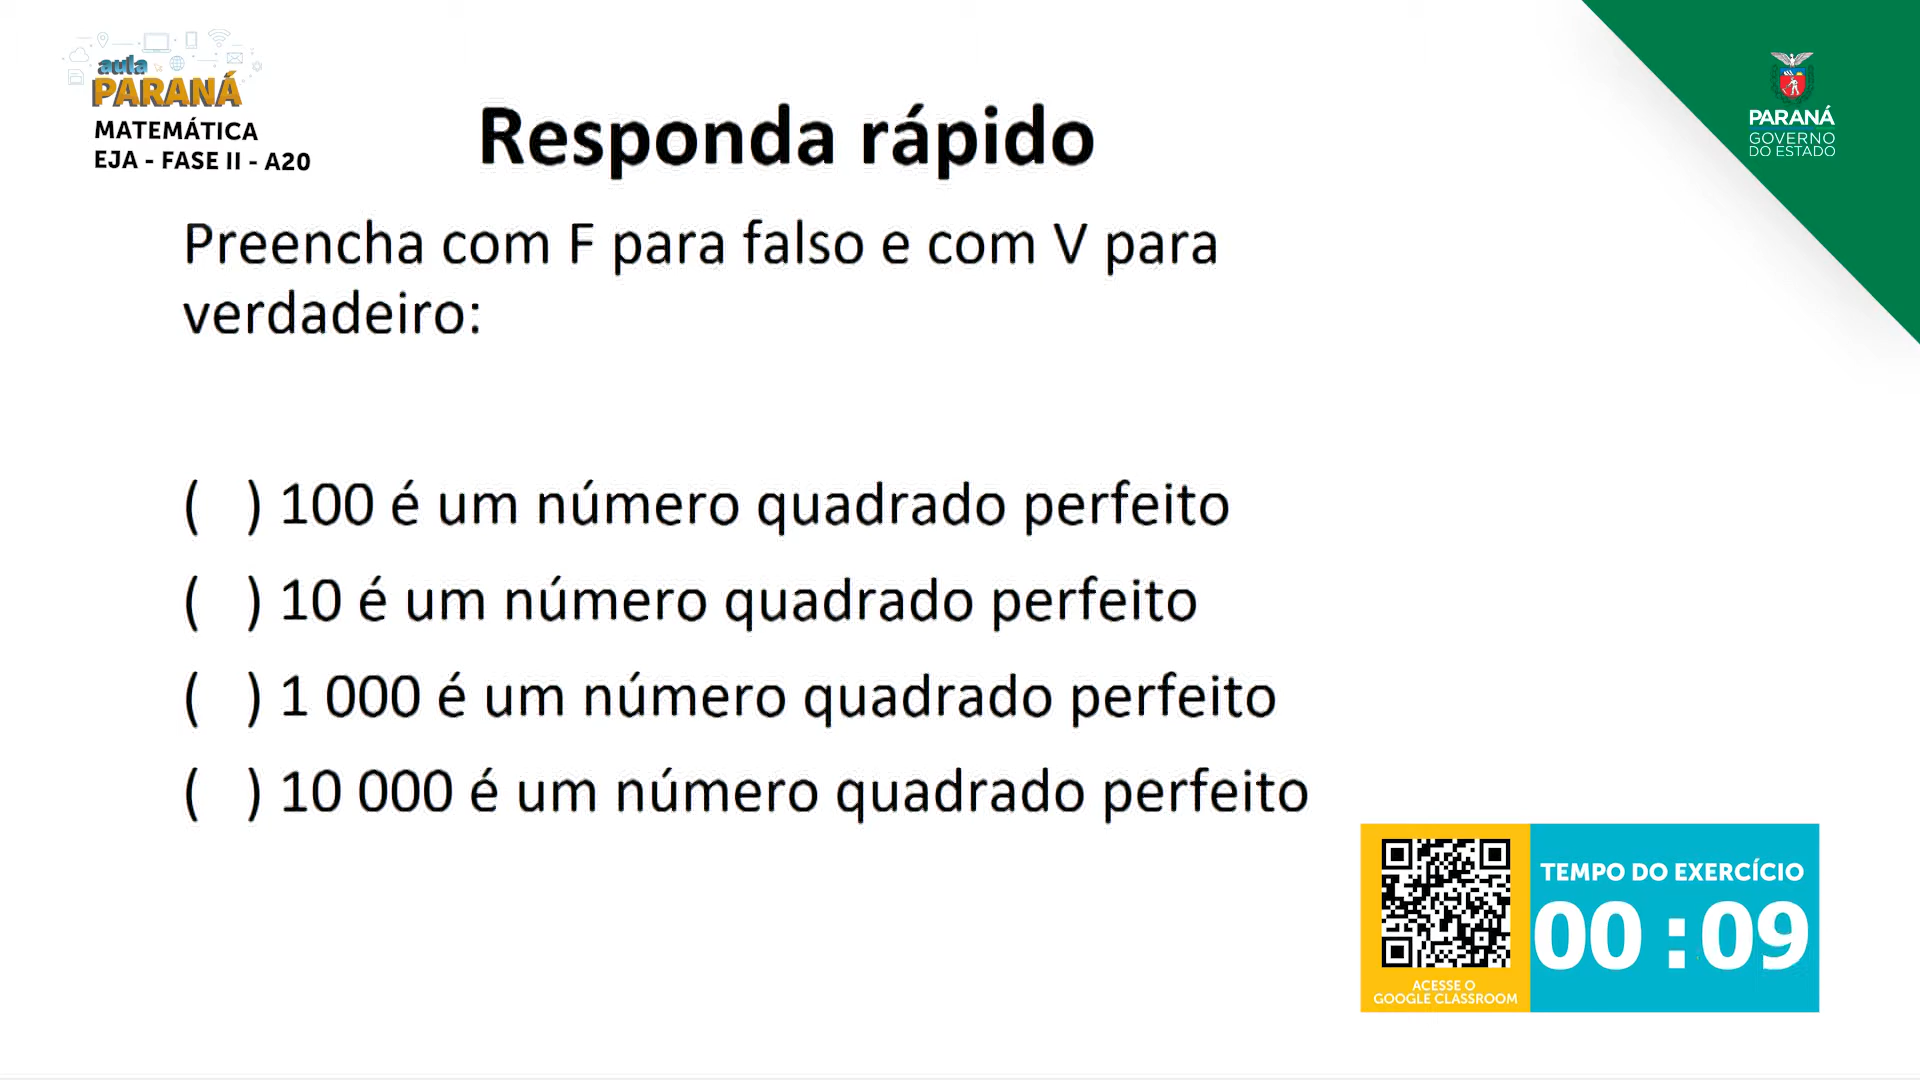 aula
PARANÁ
MATEMÁTICA
EJA - FASE II - A20
Responda rápido
PARANÁ
GOVERNO
DO ESTADO
Preencha com F para falso e com V para
verdadeiro:
(   ) 100 é um número quadrado perfeito
(   ) 10 é um número quadrado perfeito
(   ) 1 000 é um número quadrado perfeito
(   ) 10 000 é um número quadrado perfeito
ACESSE O
GOOGLE CLASSROOM
TEMPO DO EXERCÍCIO
00 : 09